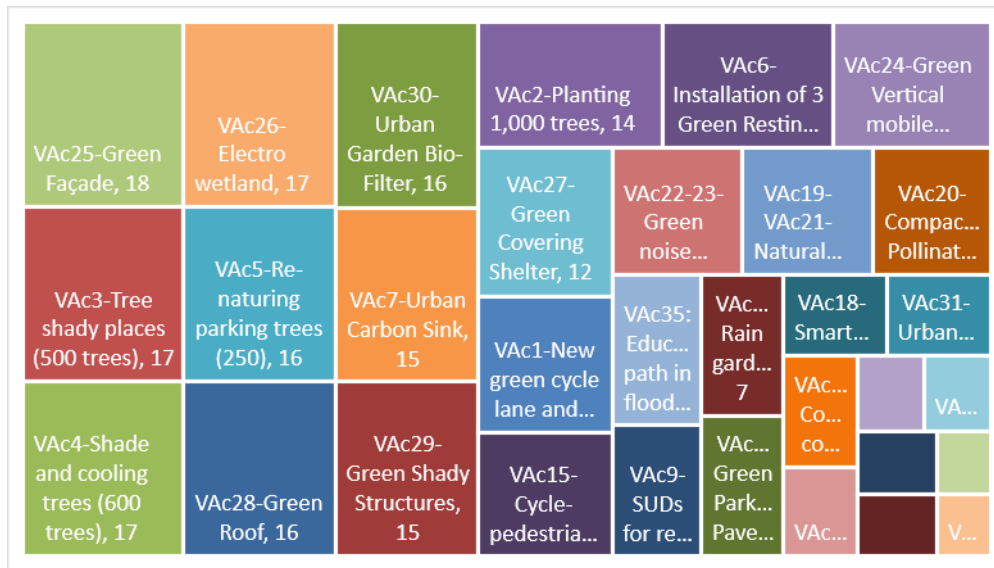 VAc25-Green
Façade, 18
VAc3-Tree
shady places
(500 trees), 17
VAc4-Shade
and cooling
trees (600
trees), 17
VAc26-
Electro
wetland, 17
VAc5-Re-
naturing
parking trees
(250), 16
VAc28-Green
Roof, 16
VAc30-
Urban
Garden Bio-
Filter, 16
VAc7-Urban
Carbon Sink,
15
VAc29-
Green Shady
Structures,
15
VAc2-Planting
1,000 trees, 14
VAc6-
Installation of 3
Green Restin...
VAc24-Green
Vertical
mobile...
VAc27-
Green
Covering
Shelter, 12
VAc1-New
green cycle
lane and...
VAc15-
Cycle-
pedestria...
VAc22-23-
Green
noise...
VAc19-
VAc21-
Natural...
VAc20-
Compac...
Pollinat...
VAc35:
Educ...
path in
flood...
VAc9-
SUDs
for re...
VAc...
Rain
gard...
7
VAc...
Green
Park...
Pave...
VAc18-
Smart...
VAc31-
Urban...
VAc...
Co...
co...
VAc...
VA...
V...